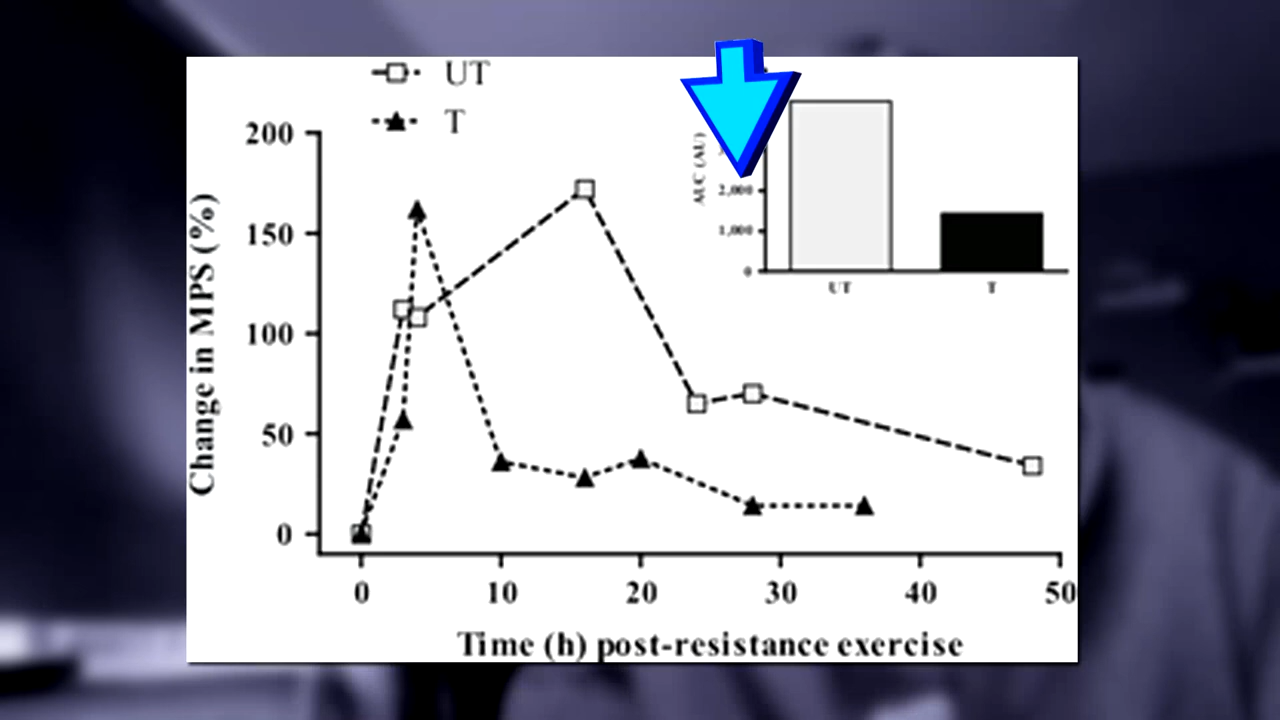 UT
T
200
150
100
50
0
Change in MPS (%)
0 10 20 30 40 50
Time (h) post-resistance exercise
AUC (AU)
2,000
1,000
0
UT T